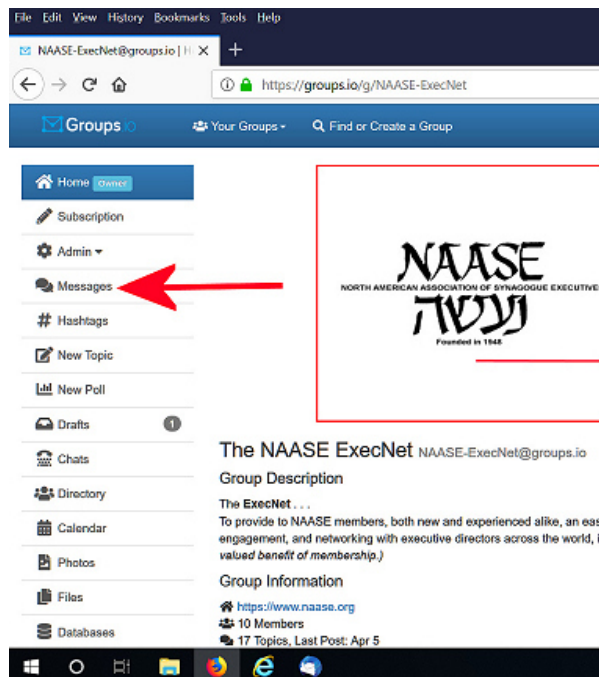 File Edit View History Bookmarks Tools Help
NAASE-ExecNet@groups.io | H
https://groups.io/g/NAASE-ExecNet
Groups.io Your Groups Find or Create a Group
Home Owner
Subscription
Admin
Messages
Hashtags
New Topic
New Poll
Drafts 1
Chats
Directory
Calendar
Photos
Files
Databases
NAASE
NORTH AMERICAN ASSOCIATION OF SYNAGOGUE EXECUTIVE
נעשה
Founded in 1948
The NAASE ExecNet NAASE-ExecNet@groups.io
Group Description
The ExecNet . . .
To provide to NAASE members, both new and experienced alike, an eas
engagement, and networking with executive directors across the world, i
valued benefit of membership.)
Group Information
https://www.naase.org
10 Members
17 Topics, Last Post: Apr 5